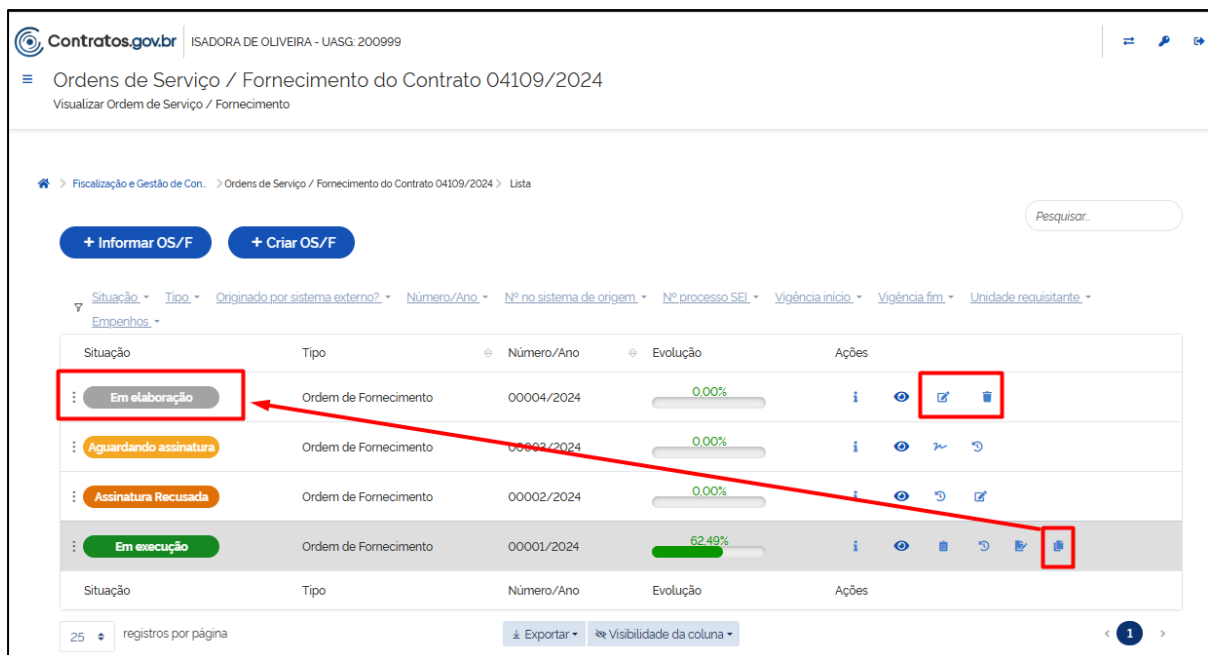 Contratos.gov.br ISADORA DE OLIVEIRA - UASG: 200999
Ordens de Serviço / Fornecimento do Contrato 04109/2024
Visualizar Ordem de Serviço / Fornecimento
Fiscalização e Gestão de Con... > Ordens de Serviço / Fornecimento do Contrato 04109/2024 > Lista
Pesquisar...
+ Informar OS/F + Criar OS/F
Situação Tipo Originado por sistema externo? Número/Ano Nº no sistema de origem Nº processo SEI Vigência início Vigência fim Unidade requisitante
Empenhos
Situação Tipo Número/Ano Evolução Ações
Em elaboração Ordem de Fornecimento 00004/2024 0,00%
Aguardando assinatura Ordem de Fornecimento 00003/2024 0,00%
Assinatura Recusada Ordem de Fornecimento 00002/2024 0,00%
Em execução Ordem de Fornecimento 00001/2024 62,49%
Situação Tipo Número/Ano Evolução Ações
25 registros por página Exportar Visibilidade da coluna < 1 >